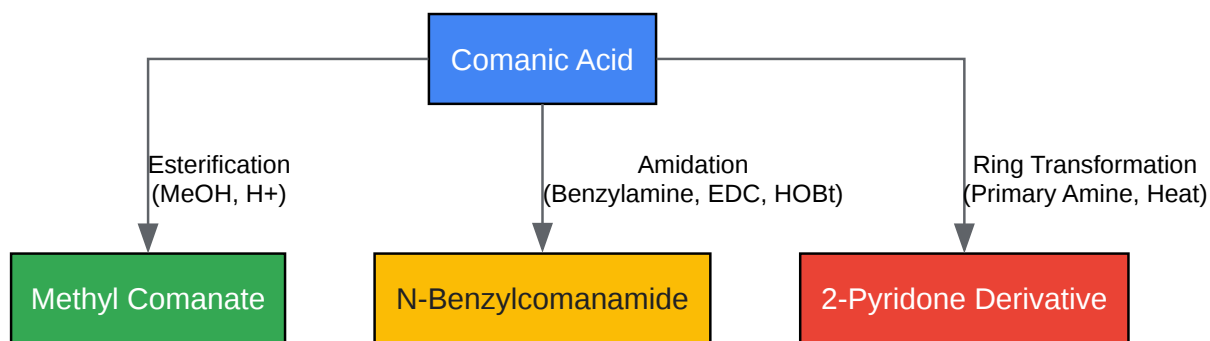 Comanic Acid
Esterification
(MeOH, H+)
Amidation
(Benzylamine, EDC, HOBt)
Ring Transformation
(Primary Amine, Heat)
Methyl Comanate
N-Benzylcomanamide
2-Pyridone Derivative